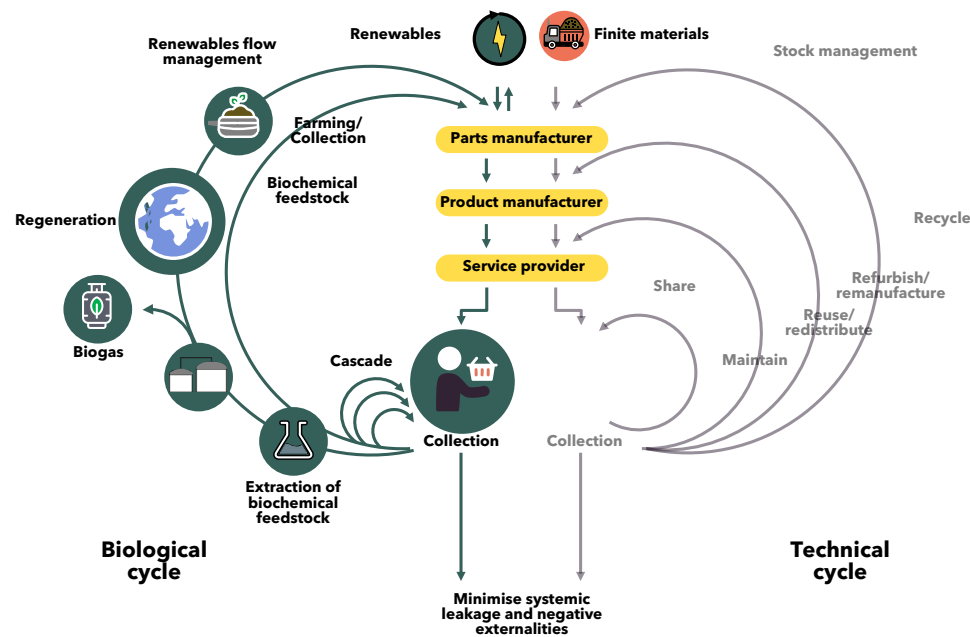 Renewables
Finite materials
Renewables flow
management
Stock management
Farming/
Collection
Parts manufacturer
Biochemical
feedstock
Product manufacturer
Regeneration
Recycle
Service provider
Share
Refurbish/
remanufacture
Reuse/
redistribute
Biogas
Cascade
Maintain
Collection
Collection
Extraction of
biochemical
feedstock
Biological
cycle
Technical
cycle
Minimise systemic
leakage and negative
externalities